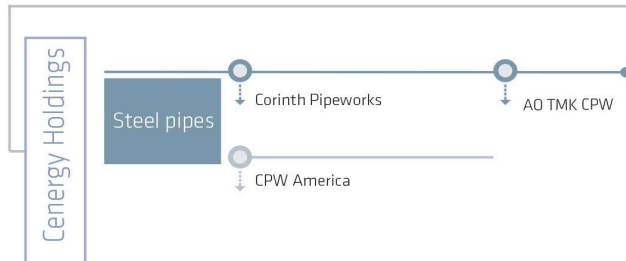 Cenergy Holdings
Steel pipes
Corinth Pipeworks
AO TMK CPW
CPW America